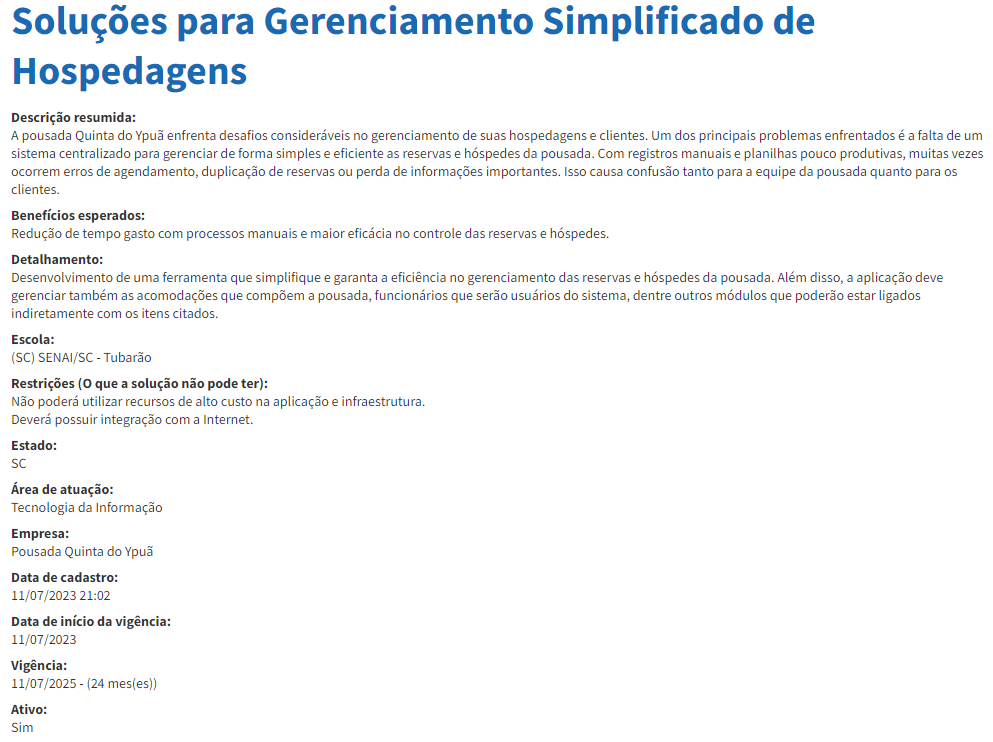 Soluções para Gerenciamento Simplificado de
Hospedagens
Descrição resumida:
A pousada Quinta do Ypuã enfrenta desafios consideráveis no gerenciamento de suas hospedagens e clientes. Um dos principais problemas enfrentados é a falta de um
sistema centralizado para gerenciar de forma simples e eficiente as reservas e hóspedes da pousada. Com registros manuais e planilhas pouco produtivas, muitas vezes
ocorrem erros de agendamento, duplicação de reservas ou perda de informações importantes. Isso causa confusão tanto para a equipe da pousada quanto para os
clientes.
Benefícios esperados:
Redução de tempo gasto com processos manuais e maior eficácia no controle das reservas e hóspedes.
Detalhamento:
Desenvolvimento de uma ferramenta que simplifique e garanta a eficiência no gerenciamento das reservas e hóspedes da pousada. Além disso, a aplicação deve
gerenciar também as acomodações que compõem a pousada, funcionários que serão usuários do sistema, dentre outros módulos que poderão estar ligados
indiretamente com os itens citados.
Escola:
(SC) SENAI/SC - Tubarão
Restrições (O que a solução não pode ter):
Não poderá utilizar recursos de alto custo na aplicação e infraestrutura.
Deverá possuir integração com a Internet.
Estado:
SC
Área de atuação:
Tecnologia da Informação
Empresa:
Pousada Quinta do Ypuã
Data de cadastro:
11/07/2023 21:02
Data de início da vigência:
11/07/2023
Vigência:
11/07/2025 - (24 mes(es))
Ativo:
Sim